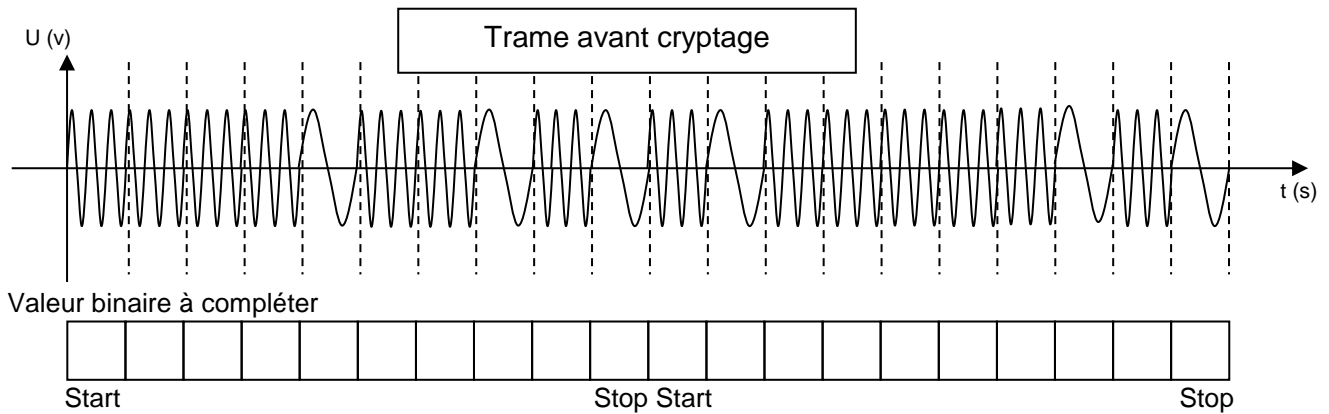 Trame avant cryptage
U (v)
t (s)
Valeur binaire à compléter
Start Stop Start Stop